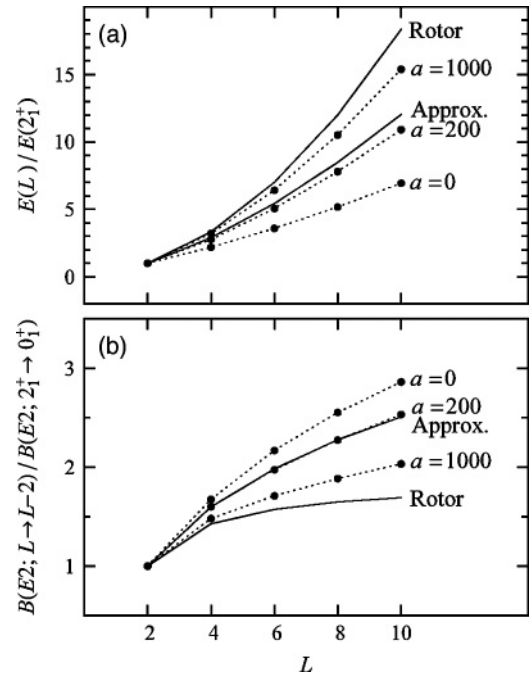 (a)
E(L) / E(2₁⁺)
15
10
5
0
Rotor
a = 1000
Approx.
a = 200
a = 0
(b)
B(E2; L→L−2) / B(E2; 2₁⁺→0₁⁺)
3
2
1
a = 0
a = 200
Approx.
a = 1000
Rotor
2 4 6 8 10
L